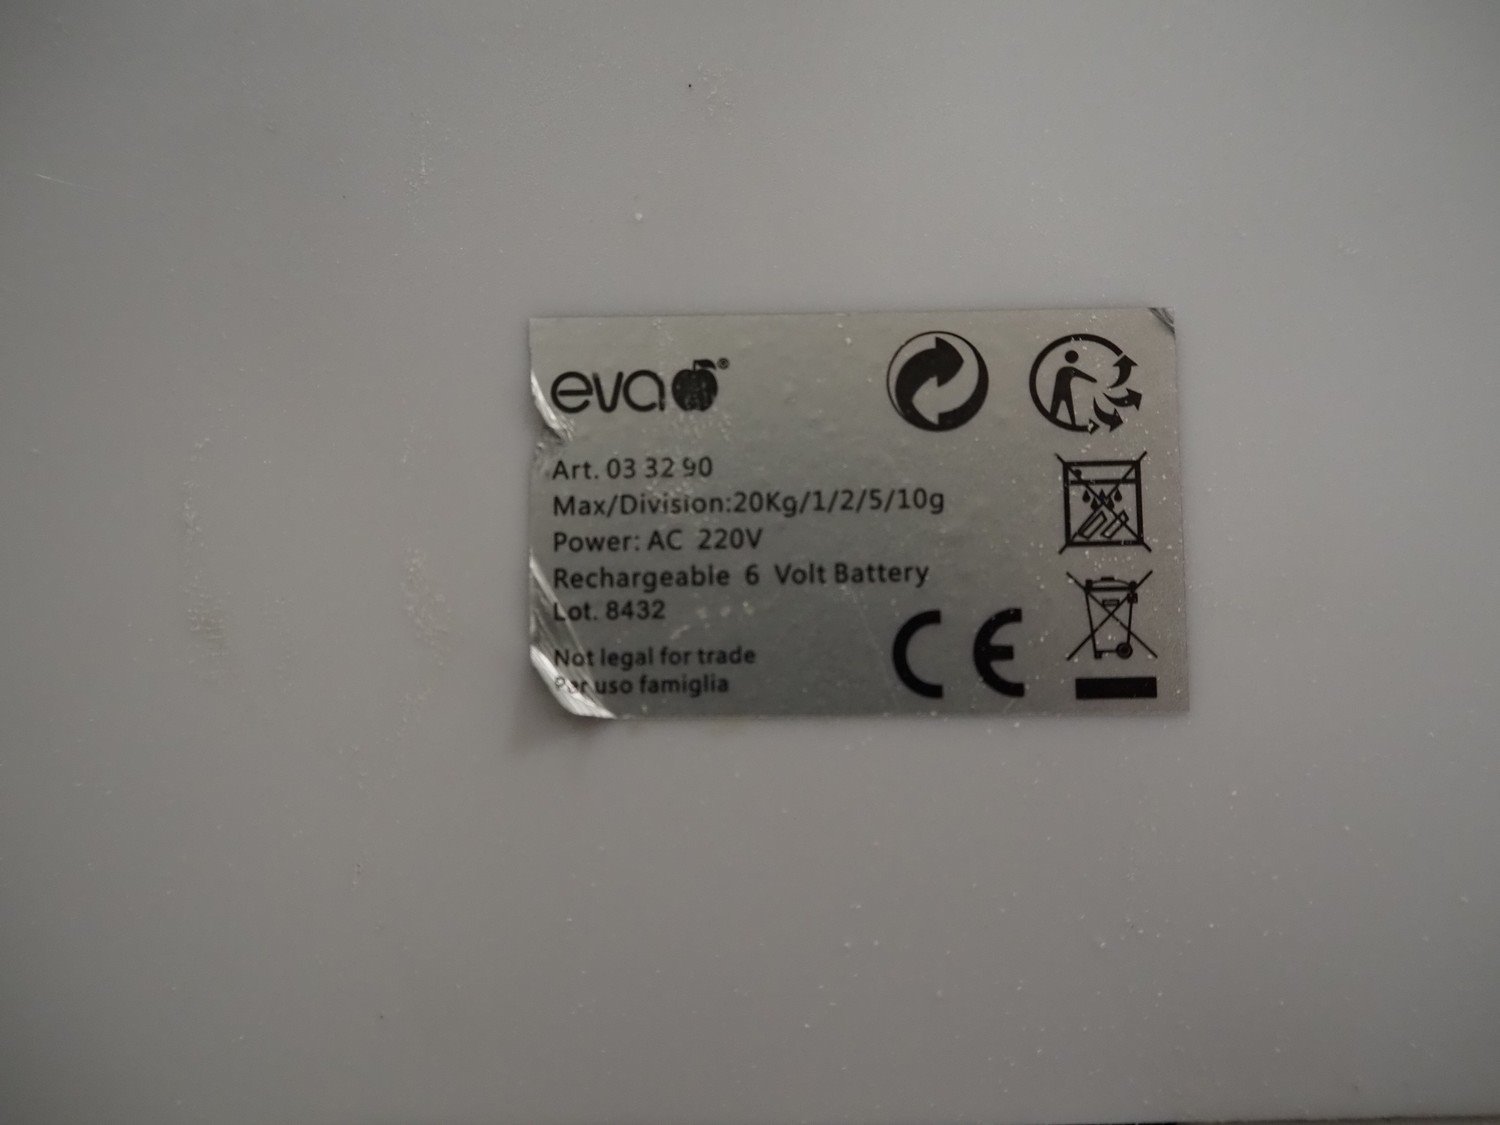 eva®
Art. 03 32 90
Max/Division:20Kg/1/2/5/10g
Power: AC 220V
Rechargeable 6 Volt Battery
Lot. 8432
Not legal for trade
Per uso famiglia
CE